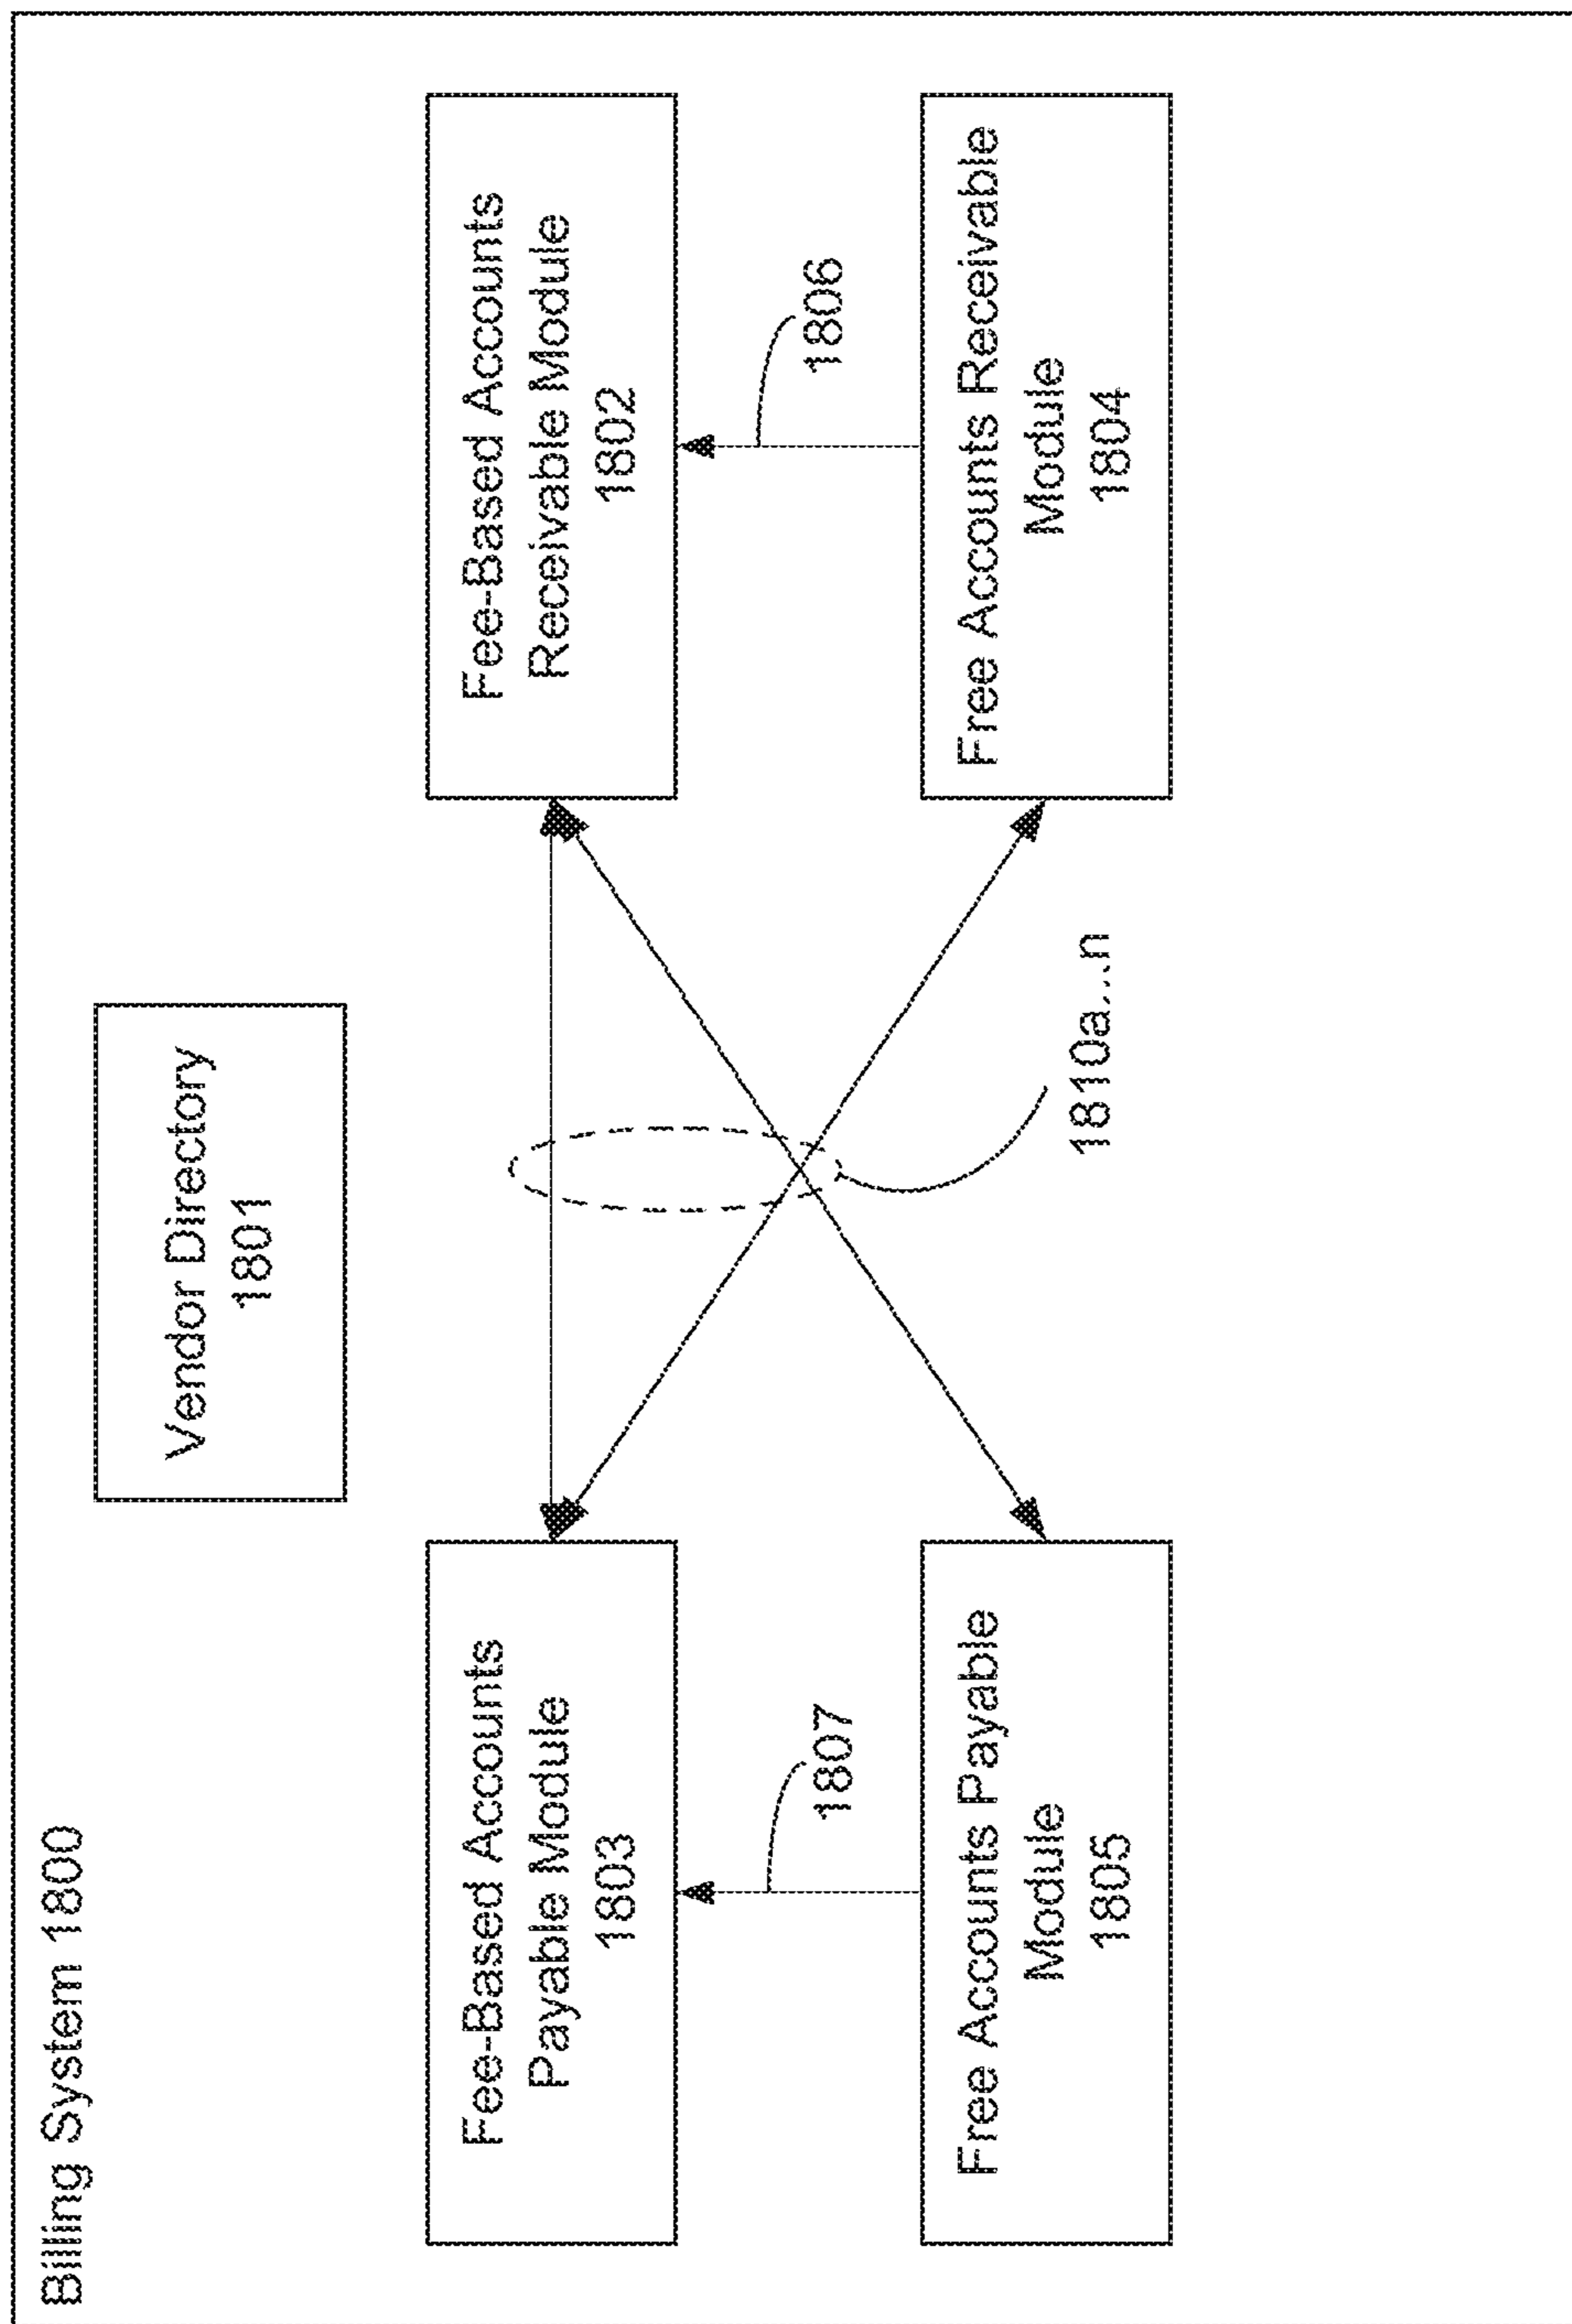 Billing System 1800
Vendor Directory
1801
Fee-Based Accounts
Payable Module
1803
Fee-Based Accounts
Receivable Module
1802
1807
1806
Free Accounts Payable
Module
1805
Free Accounts Receivable
Module
1804
1810a...n